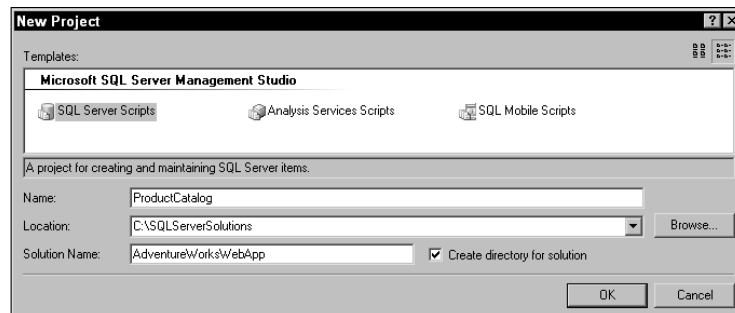 New Project
Templates:
Microsoft SQL Server Management Studio
SQL Server Scripts
Analysis Services Scripts
SQL Mobile Scripts
A project for creating and maintaining SQL Server items.
Name:
ProductCatalog
Location:
C:\SQLServerSolutions
Browse...
Solution Name:
AdventureWorksWebApp
Create directory for solution
OK
Cancel